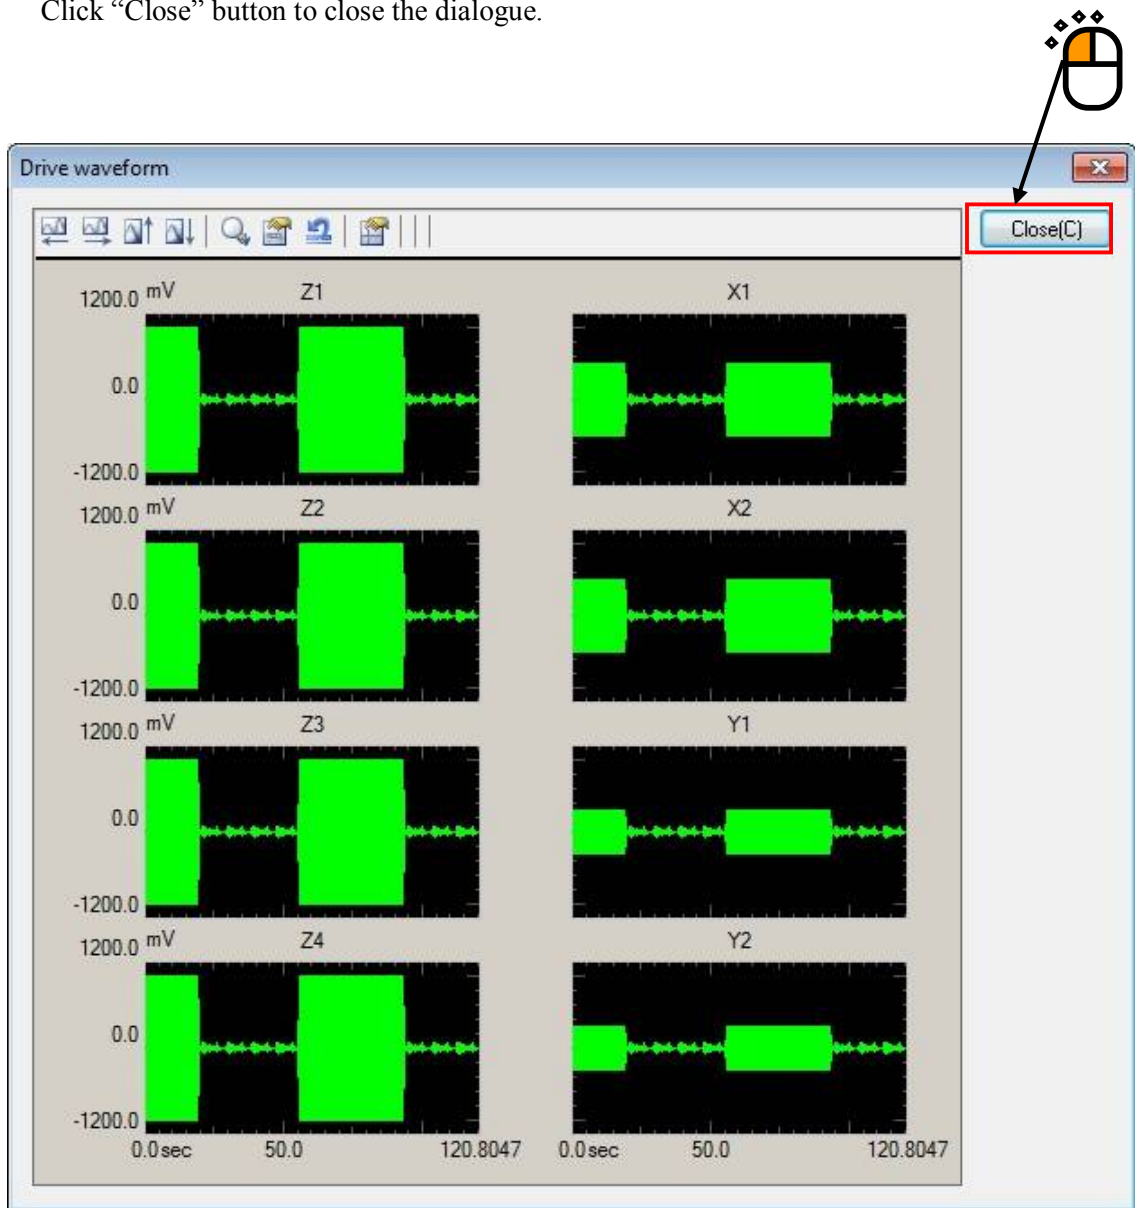 Click “Close” button to close the dialogue.
Drive waveform
Close(C)
1200.0 mV Z1 X1
0.0
-1200.0
1200.0 mV Z2 X2
0.0
-1200.0
1200.0 mV Z3 Y1
0.0
-1200.0
1200.0 mV Z4 Y2
0.0
-1200.0
0.0sec 50.0 120.8047 0.0sec 50.0 120.8047